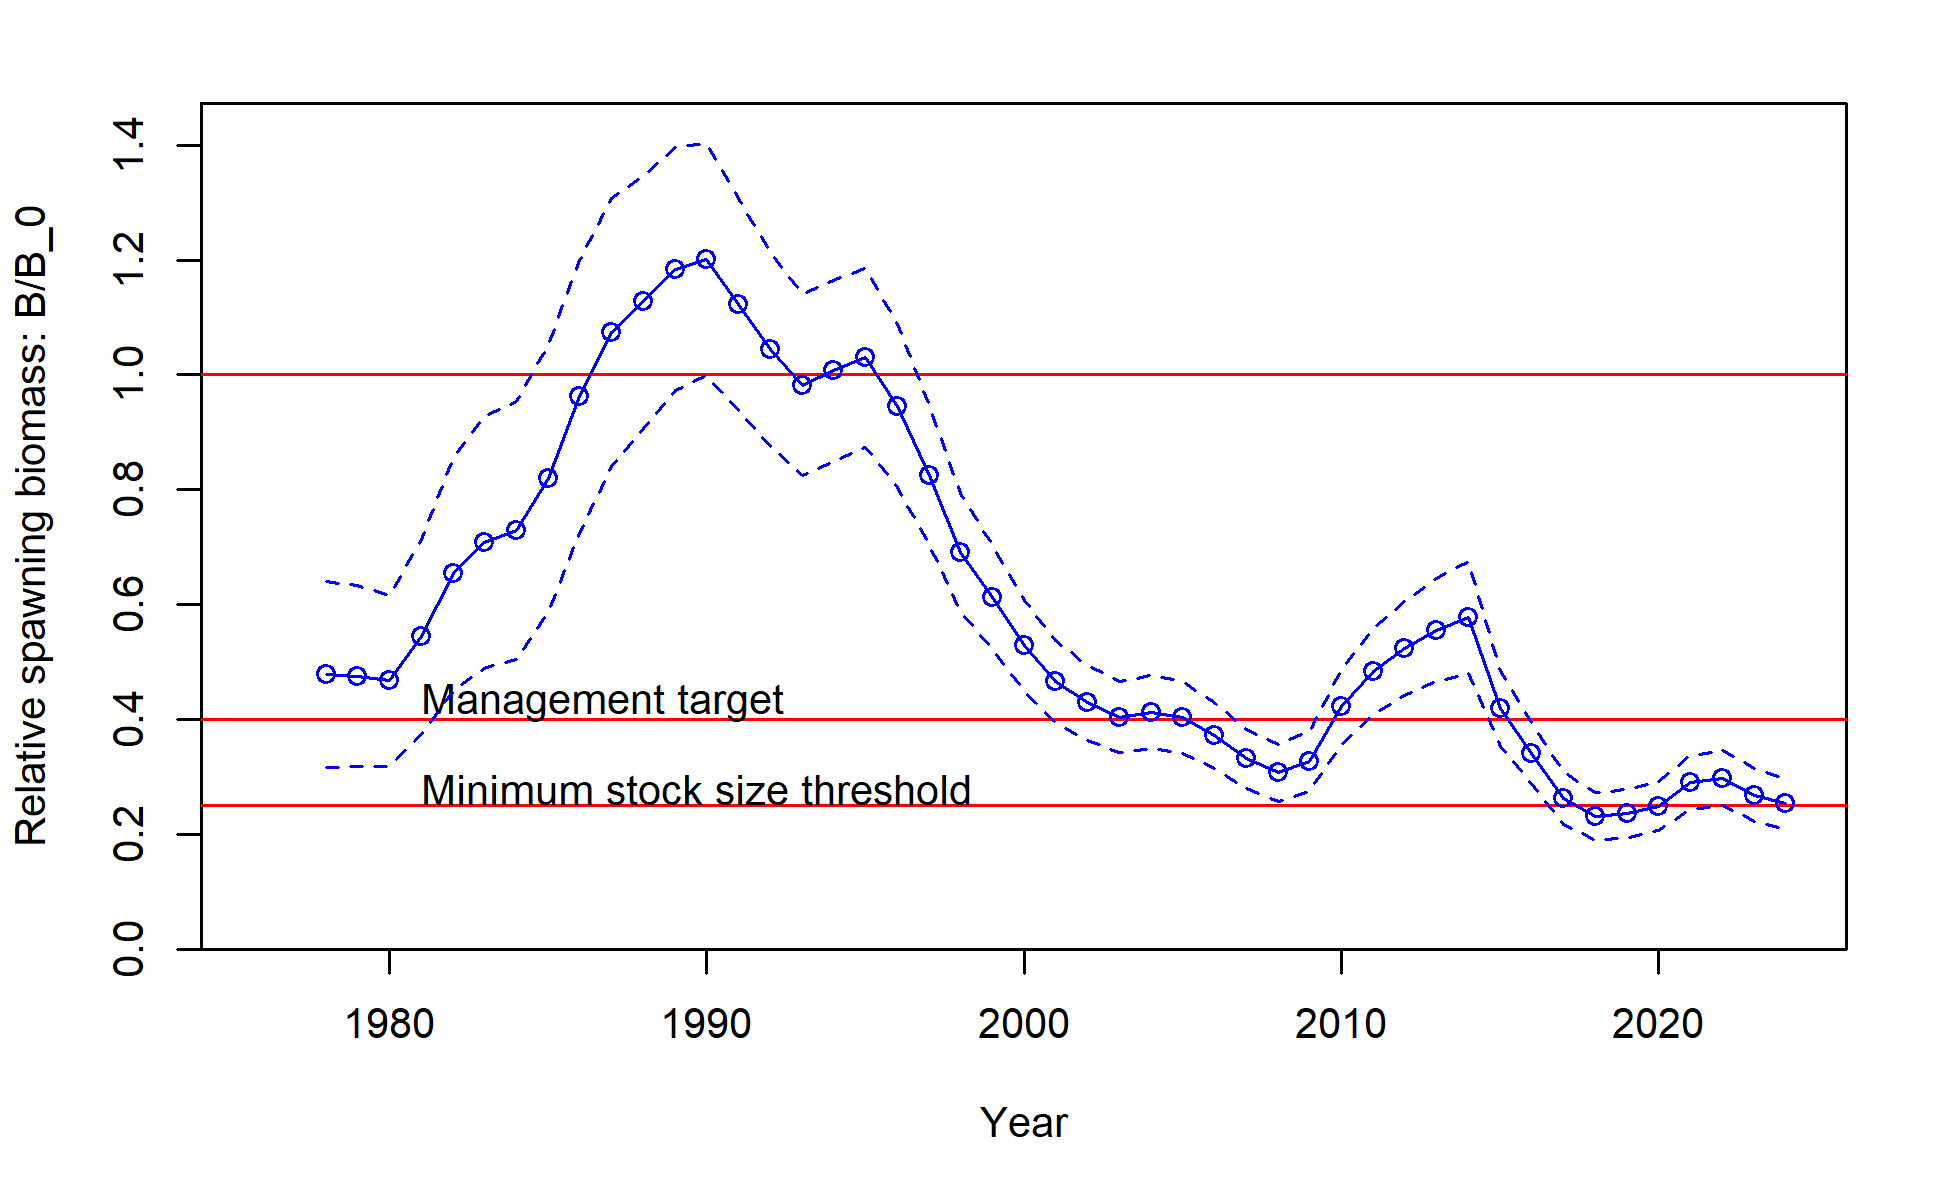 Relative spawning biomass: B/B_0
1.4
1.2
1.0
0.8
0.6
0.4
0.2
0.0
Management target
Minimum stock size threshold
1980 1990 2000 2010 2020
Year